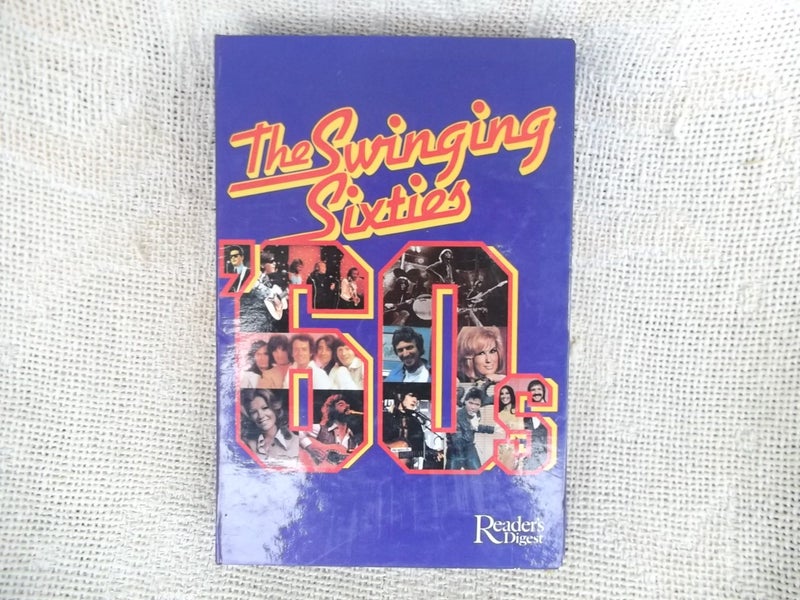 The Swinging
Sixties
'60s
Reader's
Digest